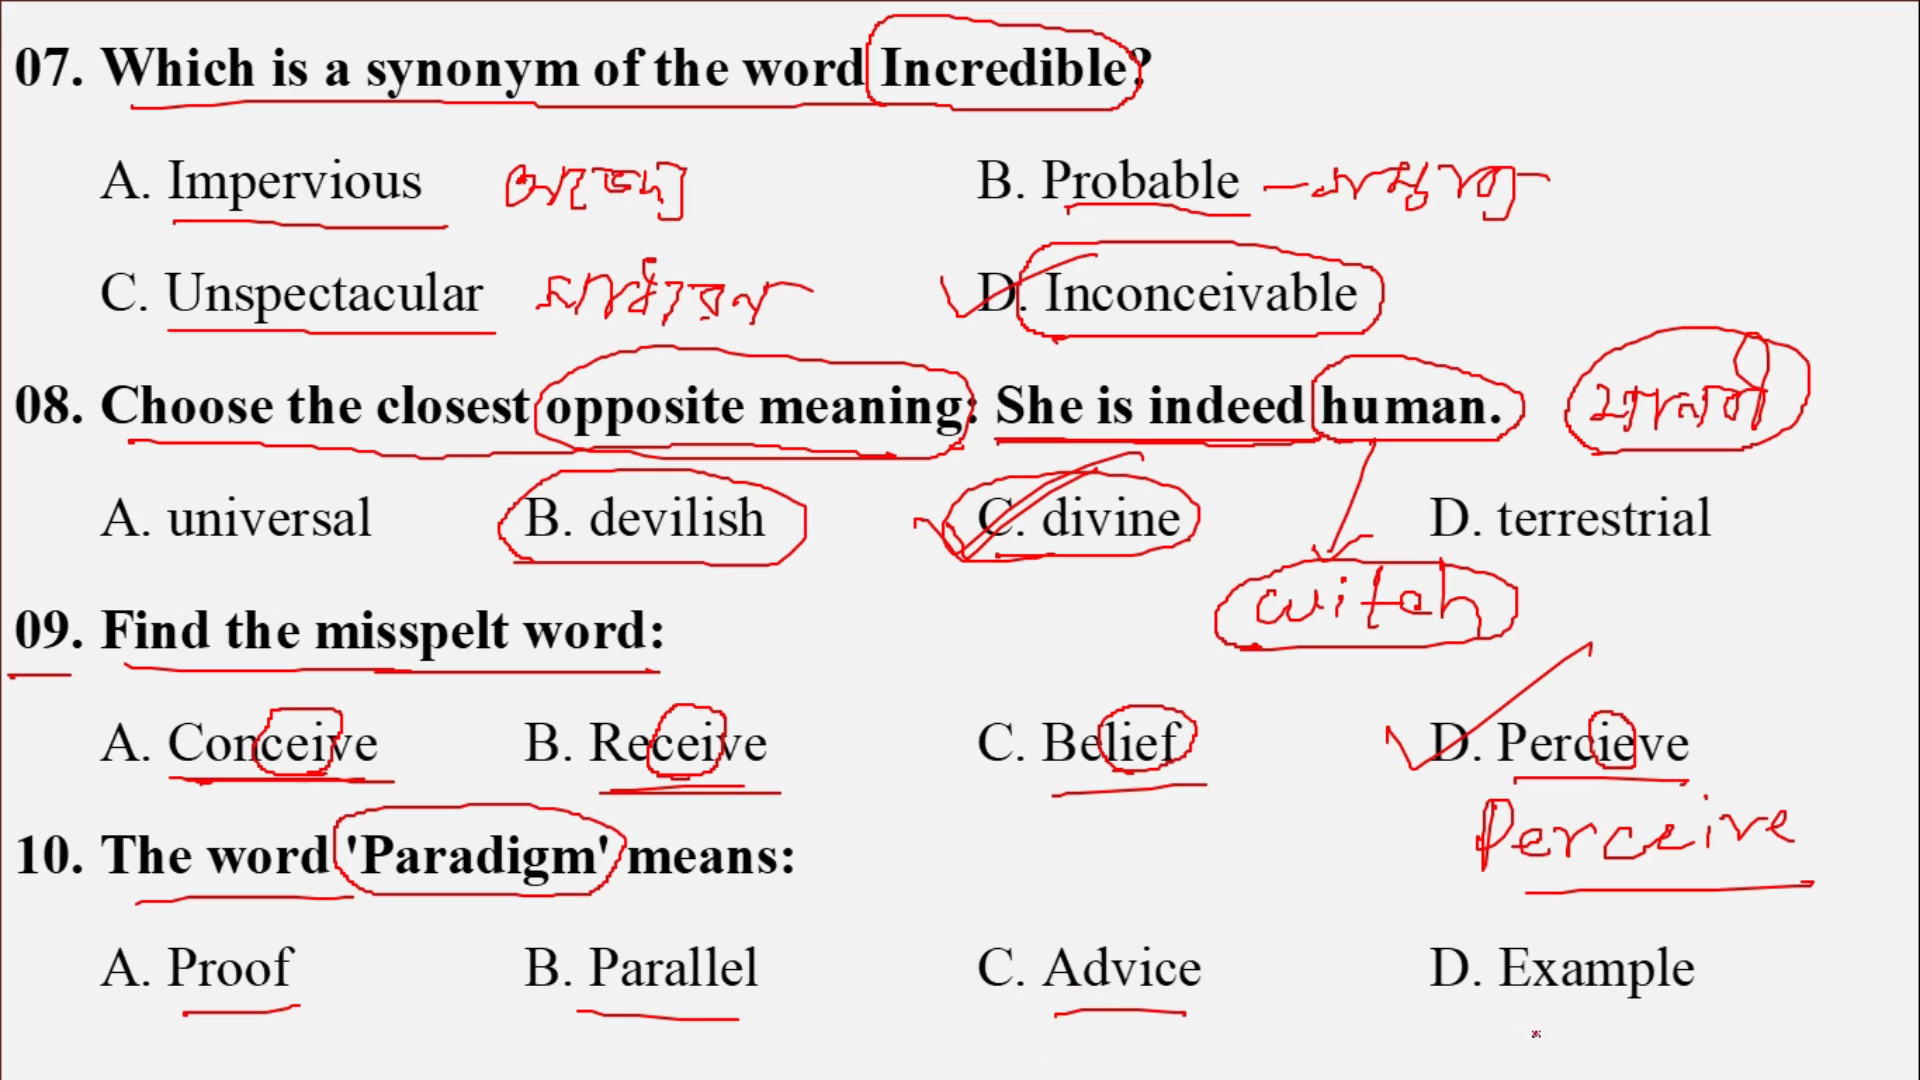 07. Which is a synonym of the word Incredible?
A. Impervious অভেদ্য B. Probable
C. Unspectacular D. Inconceivable
08. Choose the closest opposite meaning: She is indeed human.
A. universal B. devilish C. divine D. terrestrial
witch
09. Find the misspelt word:
A. Conceive B. Receive C. Belief D. Percieve
Perceive
10. The word 'Paradigm' means:
A. Proof B. Parallel C. Advice D. Example